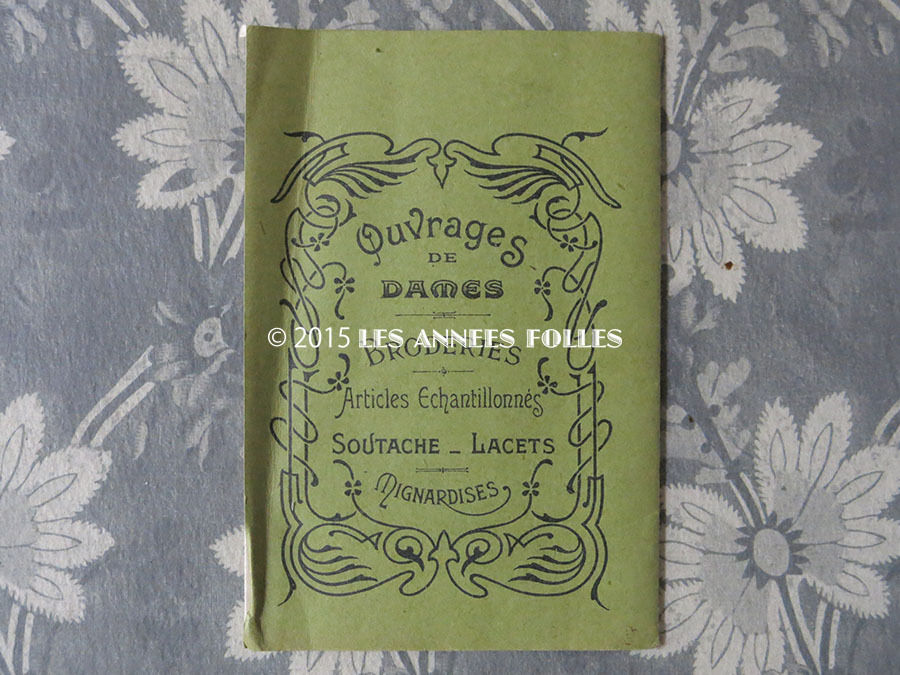 Ouvrages
DE
DAMES
© 2015 LES ANNEES FOLLES
BRODERIES
Articles Echantillonnés
SOUTACHE - LACETS
MIGNARDISES